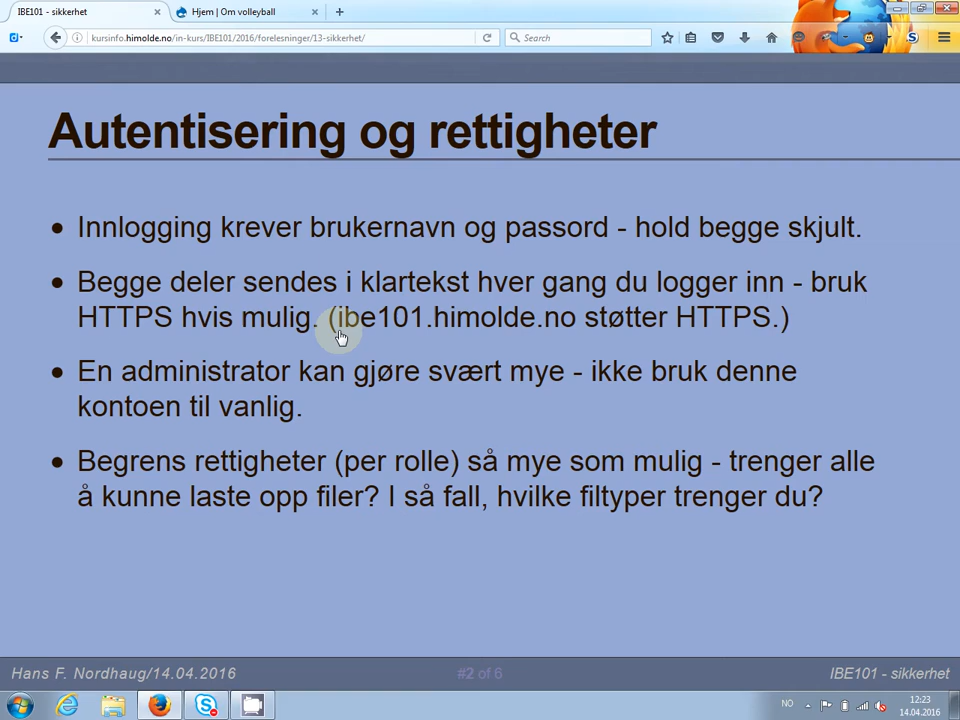 IBE101 - sikkerhet
Hjem | Om volleyball
kursinfo.himolde.no/in-kurs/IBE101/2016/forelesninger/13-sikkerhet/
Search
Autentisering og rettigheter
• Innlogging krever brukernavn og passord - hold begge skjult.
• Begge deler sendes i klartekst hver gang du logger inn - bruk
HTTPS hvis mulig. (ibe101.himolde.no støtter HTTPS.)
• En administrator kan gjøre svært mye - ikke bruk denne
kontoen til vanlig.
• Begrens rettigheter (per rolle) så mye som mulig - trenger alle
å kunne laste opp filer? I så fall, hvilke filtyper trenger du?
Hans F. Nordhaug/14.04.2016
#2 of 6
IBE101 - sikkerhet
NO
12:23
14.04.2016